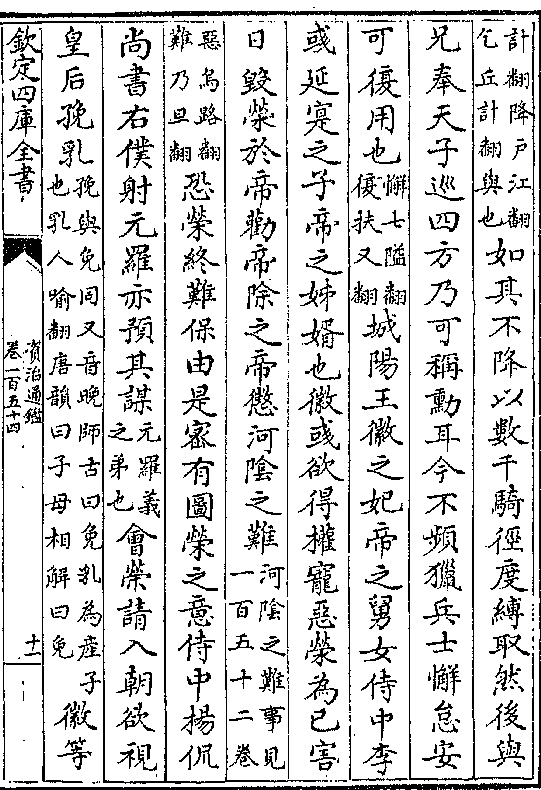 計翻降戸江翻
乞丘計翻與也如其不降以數千騎徑度縛取然後與
兄奉天子巡四方乃可稱勲耳今不頻獵兵士懈怠安
可復用也懈古隘翻
復扶又翻城陽王徽之妃帝之舅女侍中李
彧延寔之子帝之姊婿也徽彧欲得權寵惡榮為己害
日毀榮於帝勸帝除之帝懲河隂之難河隂之難事見
一百五十二卷
惡烏路翻
難乃旦翻恐榮終難保由是宻有圖榮之意侍中楊侃
尚書右僕射元羅亦預其謀元羅義
之弟也會榮請入朝欲視
皇后㝃乳㝃與免同又音晚師古曰免乳為產子
也乳人喻翻唐韻曰子母相解曰免徽等
欽定四庫全書
資治通鑑
卷一百五十四
十一